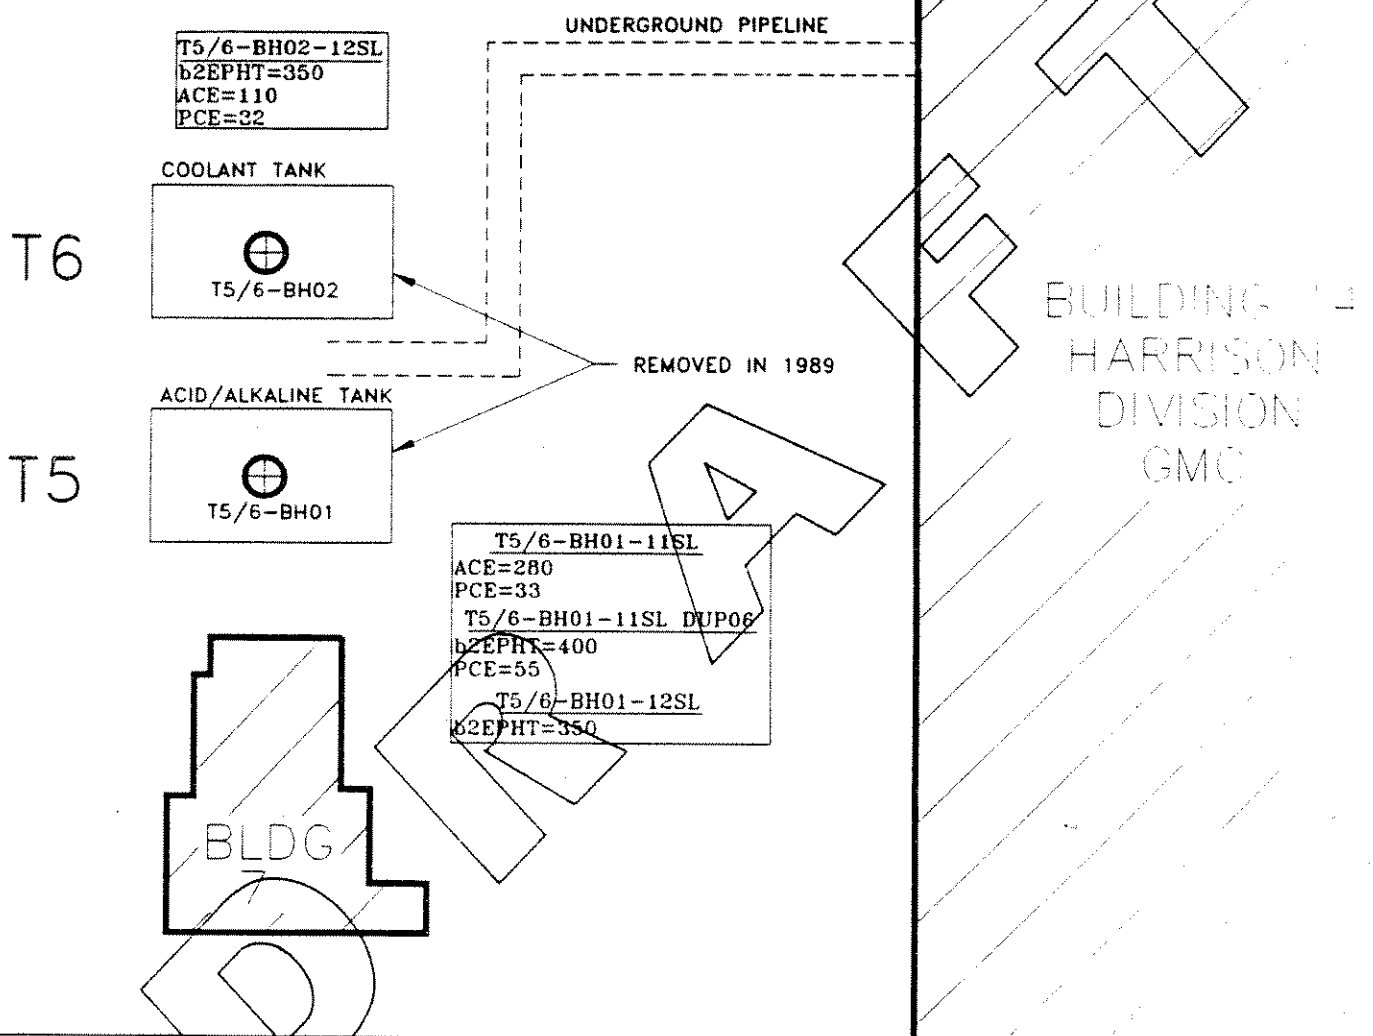 UNDERGROUND PIPELINE
T5/6-BH02-12SL
b2EPHT=350
ACE=110
PCE=32
COOLANT TANK
T6
T5/6-BH02
REMOVED IN 1989
ACID/ALKALINE TANK
T5
T5/6-BH01
T5/6-BH01-11SL
ACE=280
PCE=33
T5/6-BH01-11SL DUP06
b2EPHT=400
PCE=55
T5/6-BH01-12SL
b2EPHT=350
BUILDING
HARRISON
DIVISION
GMC
BLDG
7
DRAFT